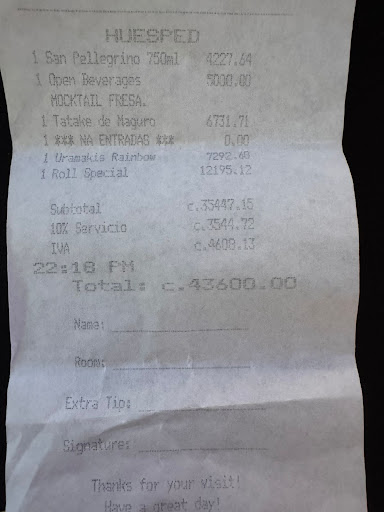 HUESPED
1 San Pellegrino 750ml 4227.64
1 Open Beverages 5000.00
MOCKTAIL FRESA.
1 Tatake de Maguro 6731.71
1 *** NA ENTRADAS *** 0.00
1 Uramakis Rainbow 7292.68
1 Roll Special 12195.12
Subtotal c.35447.15
10% Servicio c.3544.72
IVA c.4608.13
22:18 PM
Total: c.43600.00
Name:
Room:
Extra Tip:
Signature:
Thanks for your visit!
Have a great day!